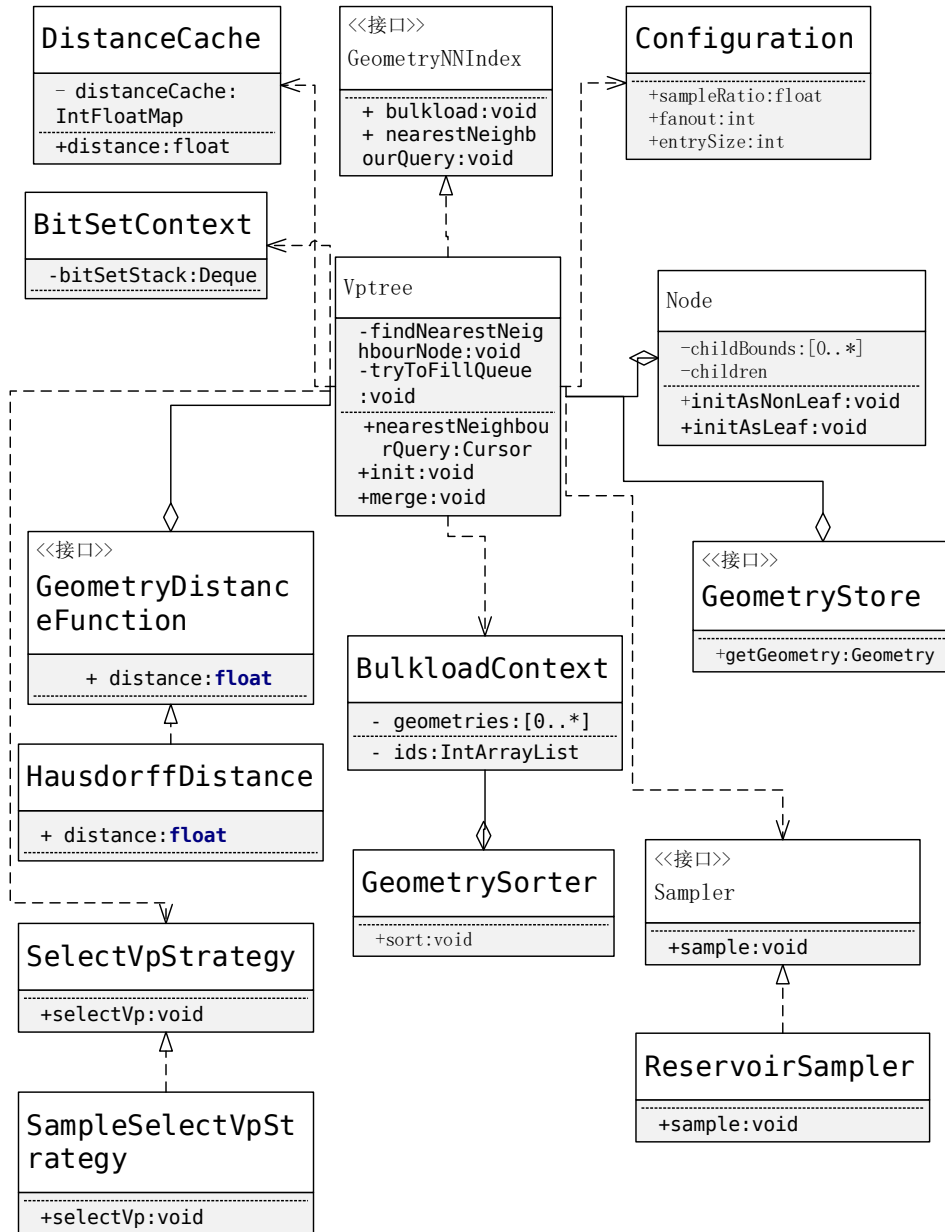 DistanceCache
- distanceCache:
IntFloatMap
+distance:float
<<接口>>
GeometryNNIndex
+ bulkload:void
+ nearestNeighb
ourQuery:void
Configuration
+sampleRatio:float
+fanout:int
+entrySize:int
BitSetContext
-bitSetStack:Deque
Vptree
-findNearestNeig
hbourNode:void
-tryToFillQueue
:void
+nearestNeighbou
rQuery:Cursor
+init:void
+merge:void
Node
-childBounds:[0..*]
-children
+initAsNonLeaf:void
+initAsLeaf:void
<<接口>>
GeometryDistanc
eFunction
+ distance:float
<<接口>>
GeometryStore
+getGeometry:Geometry
BulkloadContext
- geometries:[0..*]
- ids:IntArrayList
HausdorffDistance
+ distance:float
GeometrySorter
+sort:void
<<接口>>
Sampler
+sample:void
SelectVpStrategy
+selectVp:void
ReservoirSampler
+sample:void
SampleSelectVpSt
rategy
+selectVp:void